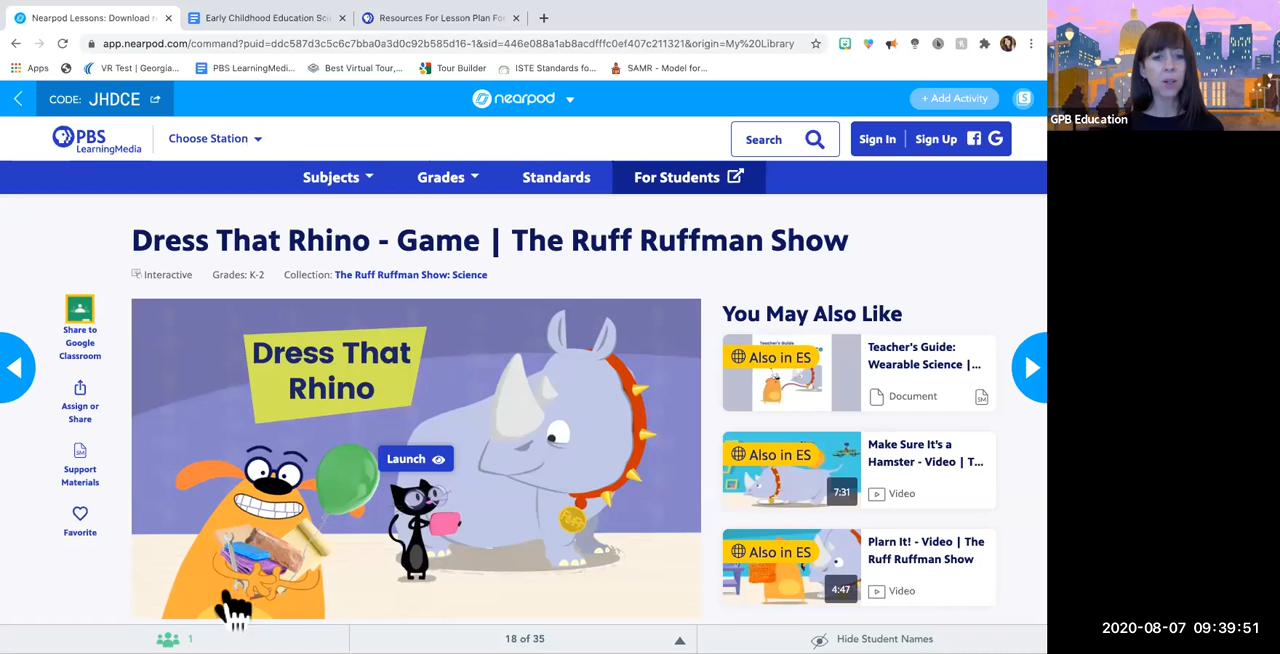 Nearpod Lessons: Download r
Early Childhood Education Sci
Resources For Lesson Plan For
app.nearpod.com/command?puid=ddc587d3c5c6c7bba0a3d0c92b585d16-1&sid=446e038a1ab8acdfffc0ef407c211321&origin=My%20Library
Apps
VR Test | Georgia...
PBS LearningMedi...
Best Virtual Tour,...
Tour Builder
ISTE Standards fo...
SAMR - Model for...
CODE: JHDCE
nearpod
+ Add Activity
S
PBS
LearningMedia
Choose Station
Search
Sign In
Sign Up
Subjects
Grades
Standards
For Students
Dress That Rhino - Game | The Ruff Ruffman Show
Interactive
Grades: K-2
Collection: The Ruff Ruffman Show: Science
Share to
Google
Classroom
Assign or
Share
Support
Materials
Favorite
Dress That
Rhino
Launch
RUFF
You May Also Like
Also in ES
Teacher's Guide:
Wearable Science |...
Document
Also in ES
7:31
Make Sure It's a
Hamster - Video | T...
Video
Also in ES
4:47
Plarn It! - Video | The
Ruff Ruffman Show
Video
1
18 of 35
Hide Student Names
GPB Education
2020-08-07 09:39:51